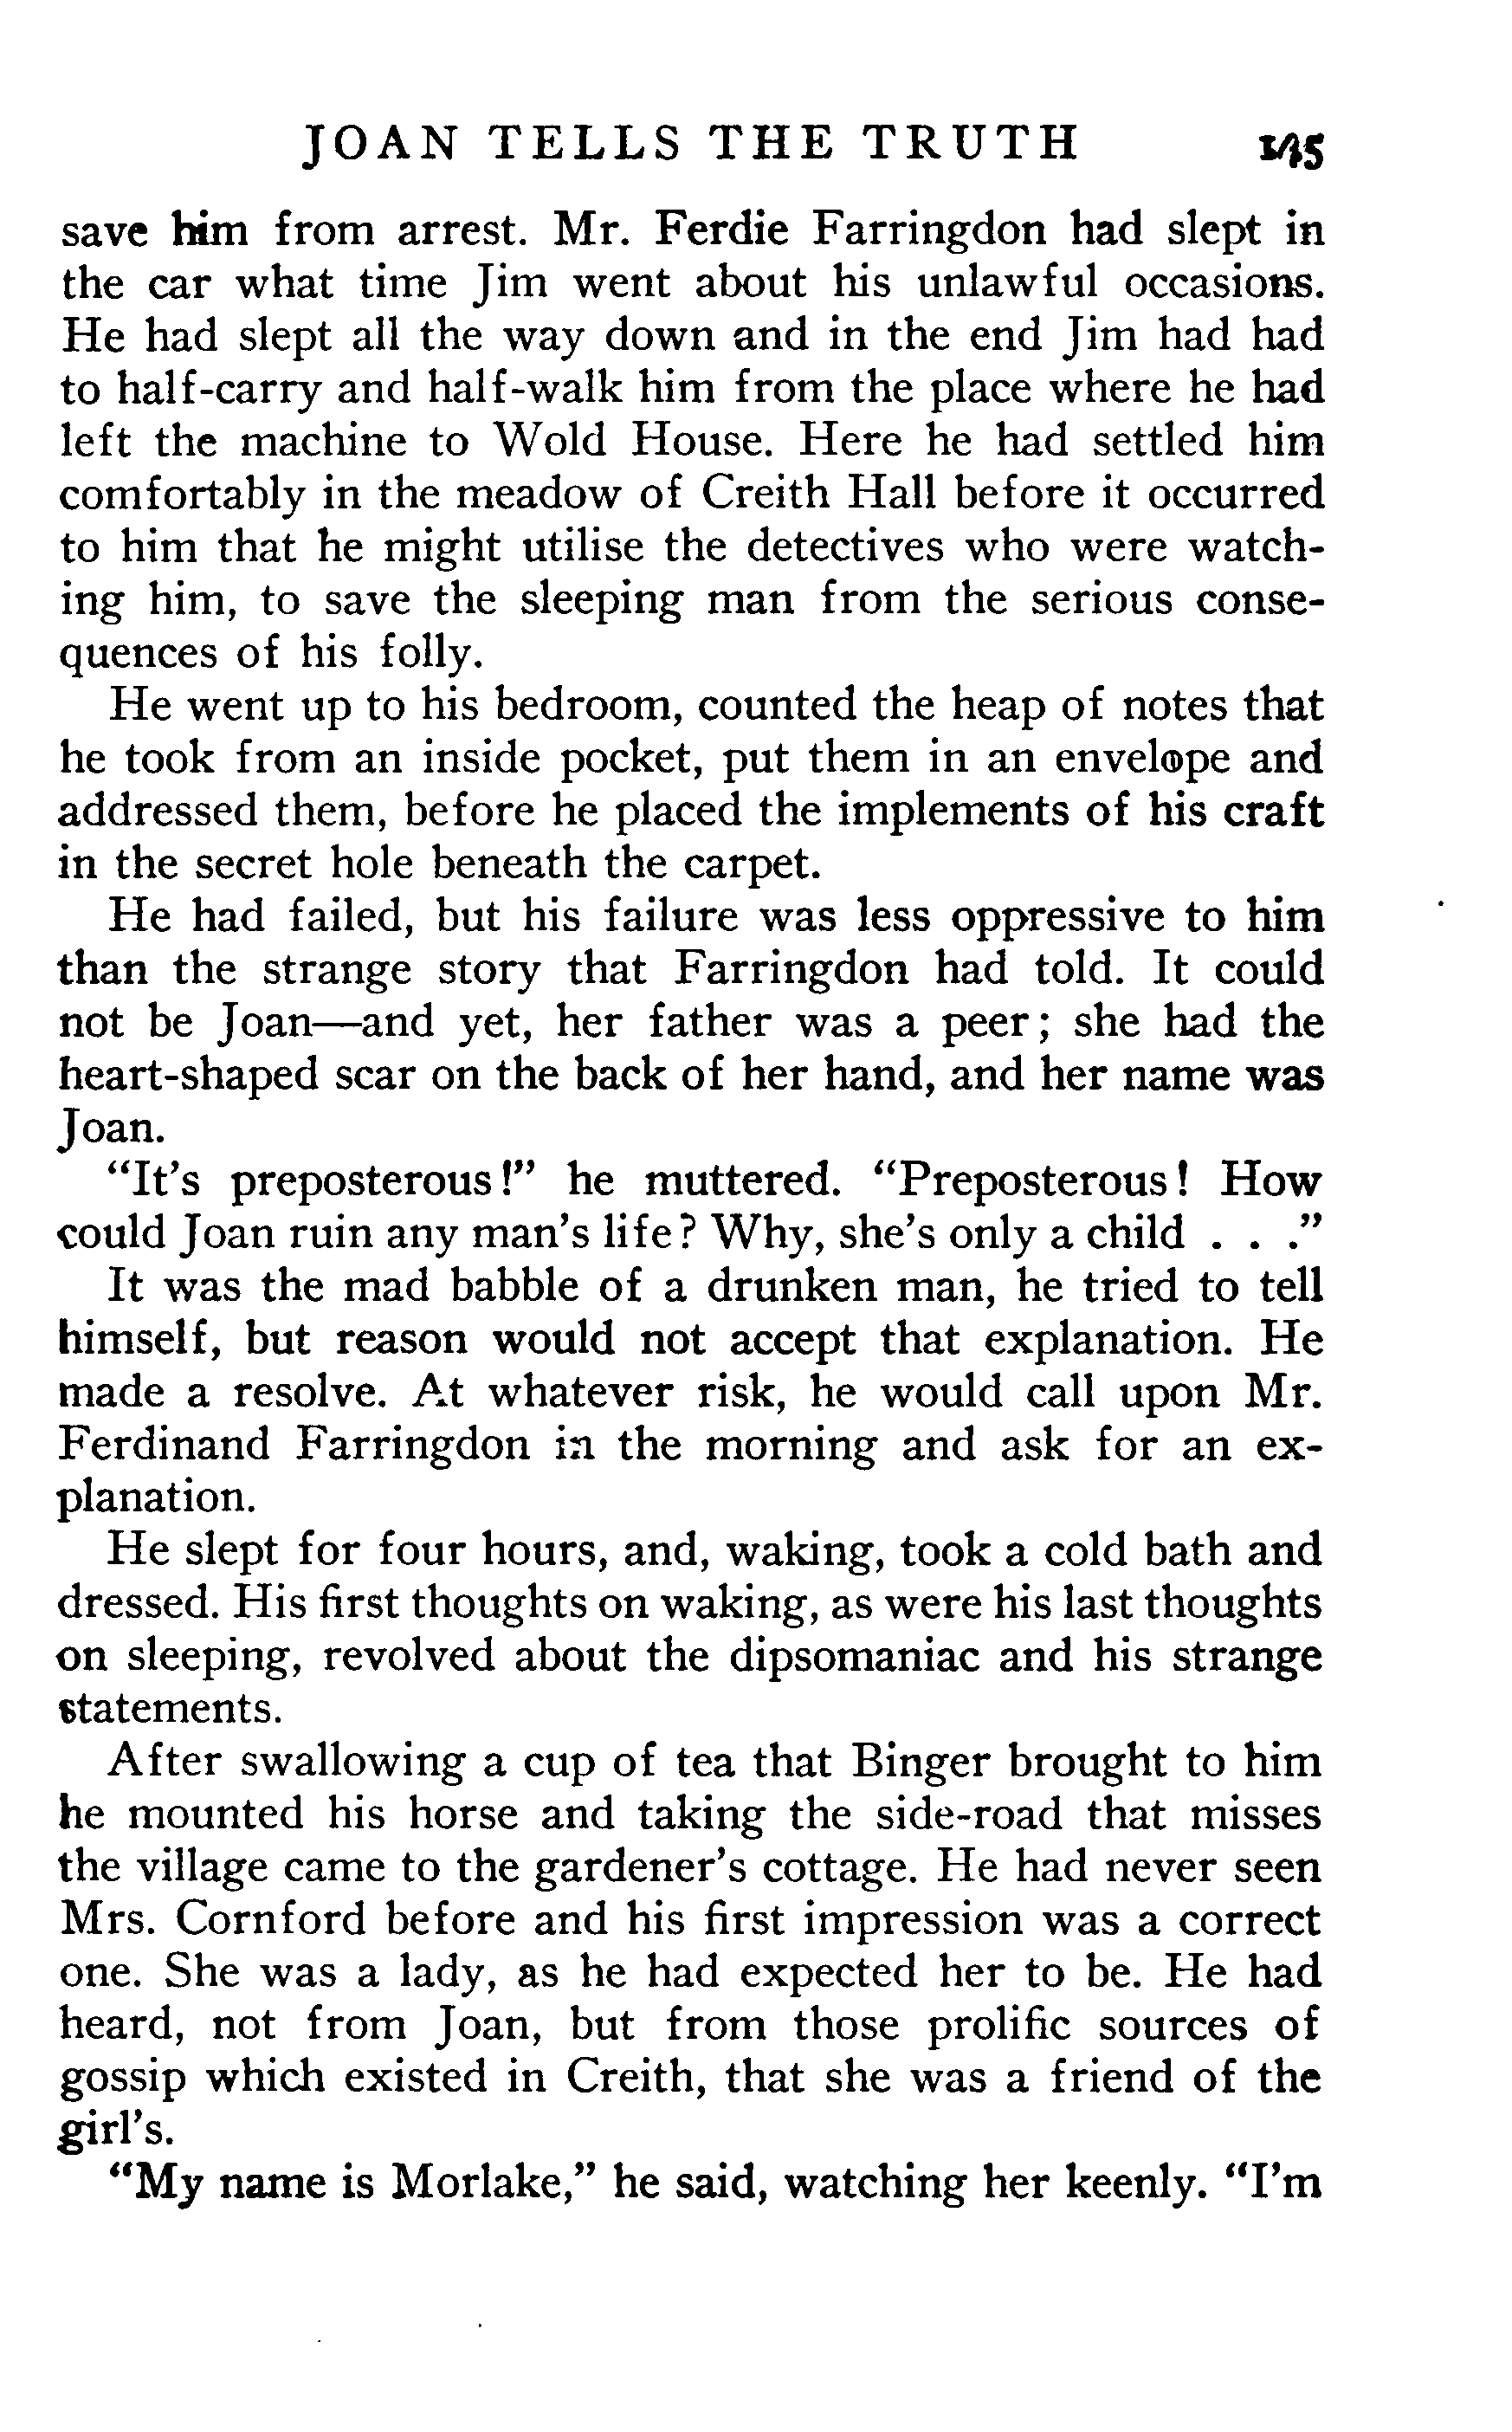 JOAN TELLS THE TRUTH 145
save him from arrest. Mr. Ferdie Farringdon had slept in
the car what time Jim went about his unlawful occasions.
He had slept all the way down and in the end Jim had had
to half-carry and half-walk him from the place where he had
left the machine to Wold House. Here he had settled him
comfortably in the meadow of Creith Hall before it occurred
to him that he might utilise the detectives who were watch-
ing him, to save the sleeping man from the serious conse-
quences of his folly.
He went up to his bedroom, counted the heap of notes that
he took from an inside pocket, put them in an envelope and
addressed them, before he placed the implements of his craft
in the secret hole beneath the carpet.
He had failed, but his failure was less oppressive to him
than the strange story that Farringdon had told. It could
not be Joan—and yet, her father was a peer; she had the
heart-shaped scar on the back of her hand, and her name was
Joan.
"It's preposterous!" he muttered. "Preposterous! How
could Joan ruin any man's life? Why, she's only a child . . ."
It was the mad babble of a drunken man, he tried to tell
himself, but reason would not accept that explanation. He
made a resolve. At whatever risk, he would call upon Mr.
Ferdinand Farringdon in the morning and ask for an ex-
planation.
He slept for four hours, and, waking, took a cold bath and
dressed. His first thoughts on waking, as were his last thoughts
on sleeping, revolved about the dipsomaniac and his strange
statements.
After swallowing a cup of tea that Binger brought to him
he mounted his horse and taking the side-road that misses
the village came to the gardener's cottage. He had never seen
Mrs. Cornford before and his first impression was a correct
one. She was a lady, as he had expected her to be. He had
heard, not from Joan, but from those prolific sources of
gossip which existed in Creith, that she was a friend of the
girl's.
"My name is Morlake," he said, watching her keenly. "I'm